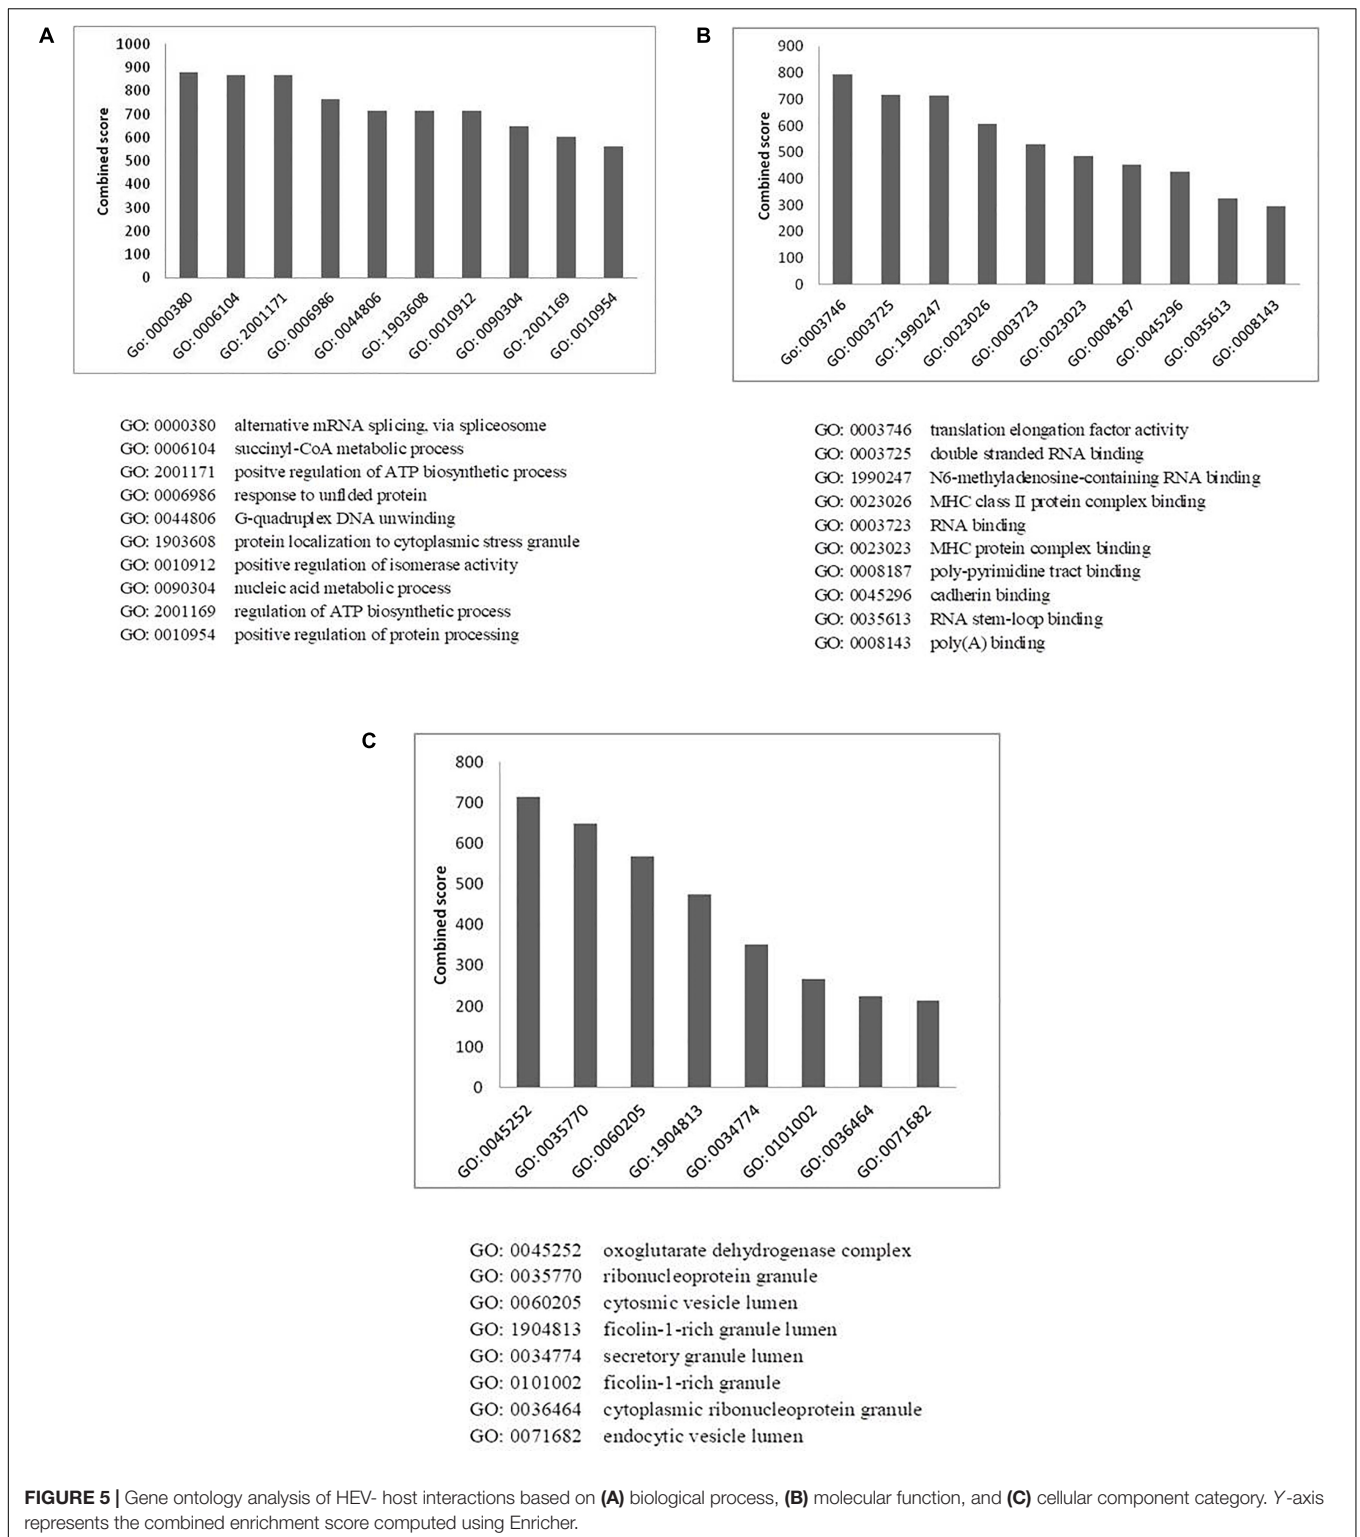 A
Combined score
1000
900
800
700
600
500
400
300
200
100
0
Go: 0000380
GO: 0006104
GO: 2001171
GO: 0006986
GO: 0044806
GO: 1903608
GO: 0010912
GO: 0090304
GO: 2001169
GO: 0010954
GO: 0000380 alternative mRNA splicing, via spliceosome
GO: 0006104 succinyl-CoA metabolic process
GO: 2001171 positve regulation of ATP biosynthetic process
GO: 0006986 response to unflded protein
GO: 0044806 G-quadruplex DNA unwinding
GO: 1903608 protein localization to cytoplasmic stress granule
GO: 0010912 positive regulation of isomerase activity
GO: 0090304 nucleic acid metabolic process
GO: 2001169 regulation of ATP biosynthetic process
GO: 0010954 positive regulation of protein processing
B
Combined score
900
800
700
600
500
400
300
200
100
0
Go: 0003746
GO: 0003725
GO: 1990247
GO: 0023026
GO: 0003723
GO: 0023023
GO: 0008187
GO: 0045296
GO: 0035613
GO: 0008143
GO: 0003746 translation elongation factor activity
GO: 0003725 double stranded RNA binding
GO: 1990247 N6-methyladenosine-containing RNA binding
GO: 0023026 MHC class II protein complex binding
GO: 0003723 RNA binding
GO: 0023023 MHC protein complex binding
GO: 0008187 poly-pyrimidine tract binding
GO: 0045296 cadherin binding
GO: 0035613 RNA stem-loop binding
GO: 0008143 poly(A) binding
C
Combined score
800
700
600
500
400
300
200
100
0
GO: 0045252
GO: 0035770
GO: 0060205
GO: 1904813
GO: 0034774
GO: 0101002
GO: 0036464
GO: 0071682
GO: 0045252 oxoglutarate dehydrogenase complex
GO: 0035770 ribonucleoprotein granule
GO: 0060205 cytosmic vesicle lumen
GO: 1904813 ficolin-1-rich granule lumen
GO: 0034774 secretory granule lumen
GO: 0101002 ficolin-1-rich granule
GO: 0036464 cytoplasmic ribonucleoprotein granule
GO: 0071682 endocytic vesicle lumen
FIGURE 5 | Gene ontology analysis of HEV- host interactions based on (A) biological process, (B) molecular function, and (C) cellular component category. Y-axis
represents the combined enrichment score computed using Enricher.